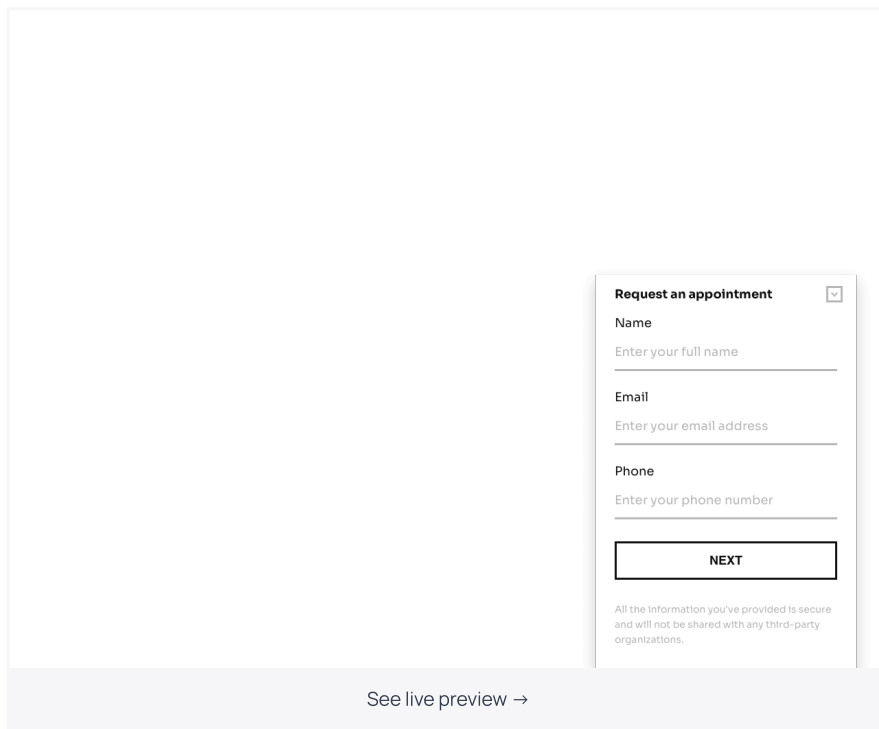 Request an appointment
Name
Enter your full name
Email
Enter your email address
Phone
Enter your phone number
NEXT
All the information you've provided is secure
and will not be shared with any third-party
organizations.
See live preview →